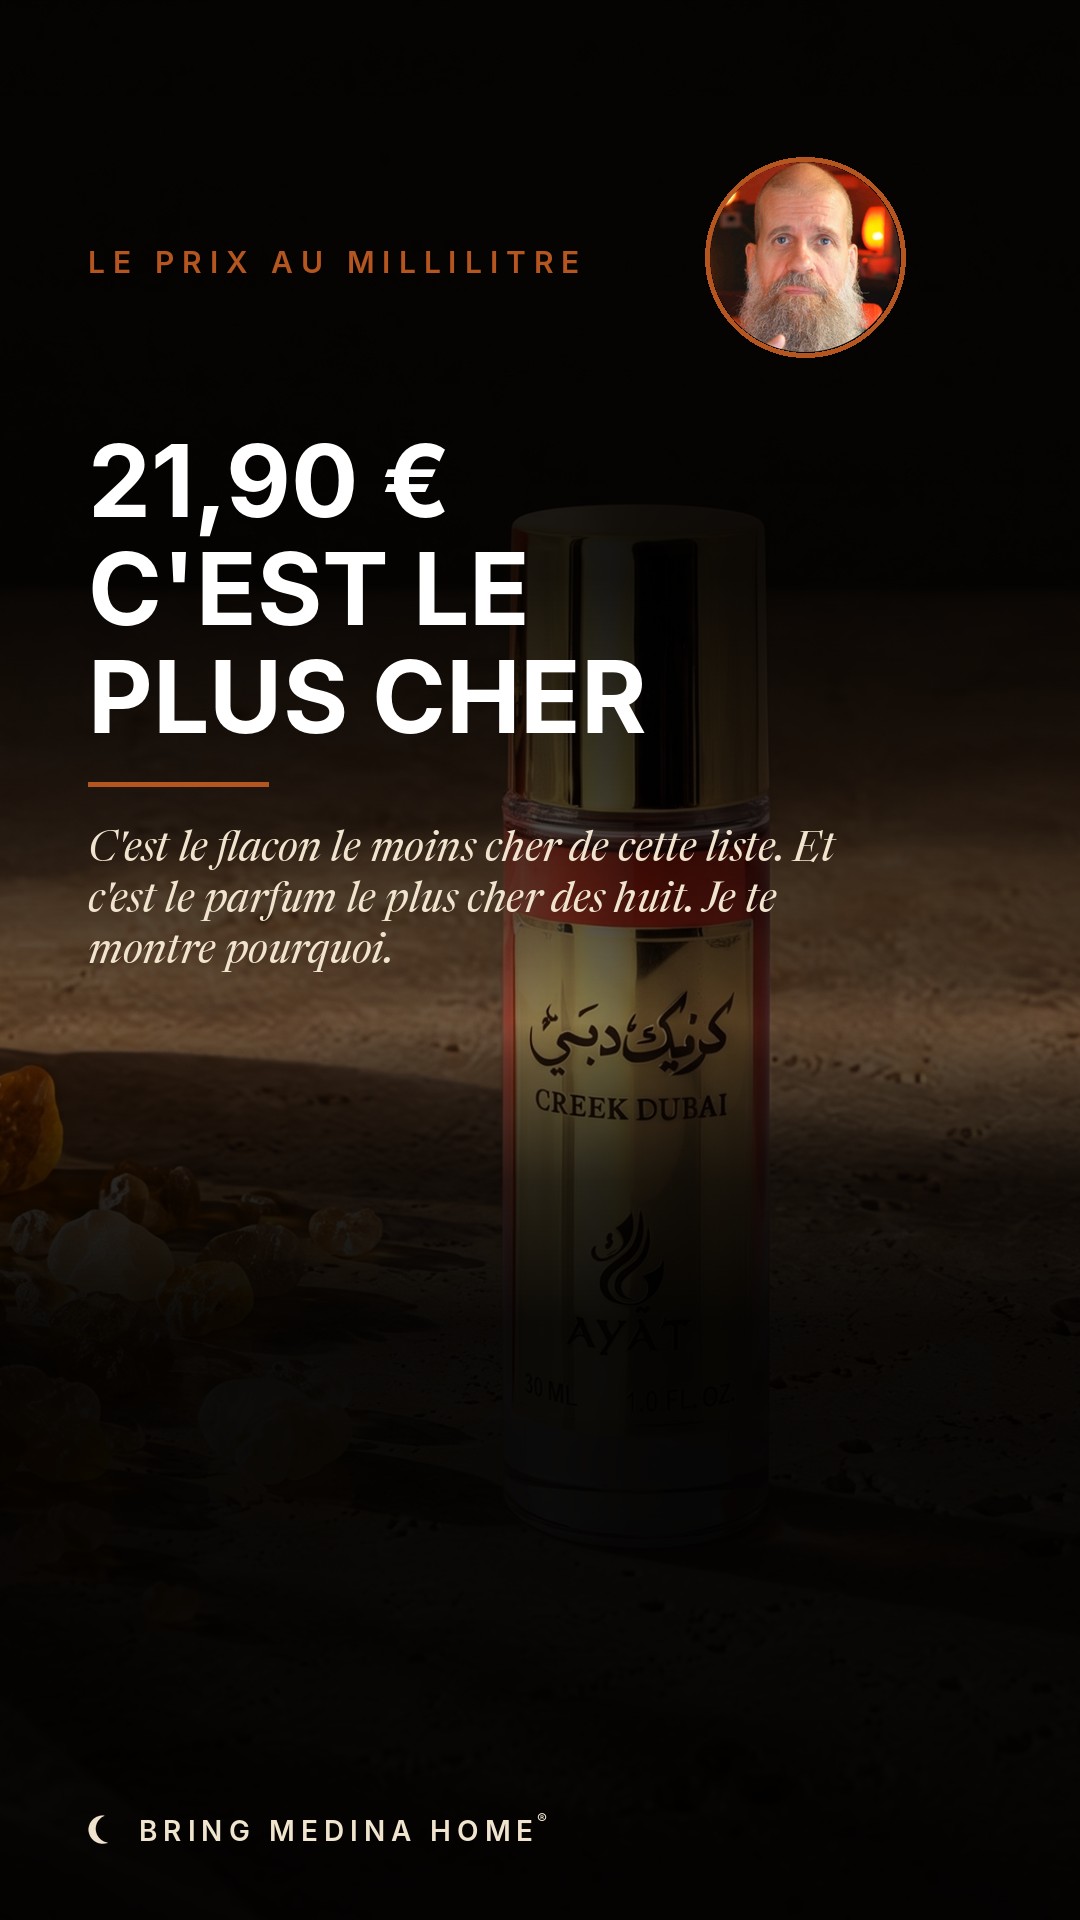 LE PRIX AU MILLILITRE
21,90 €
C'EST LE
PLUS CHER
C'est le flacon le moins cher de cette liste. Et
c'est le parfum le plus cher des huit. Je te
montre pourquoi.
كريك دبي
CREEK DUBAI
AYAT
30 ML 1.0 FL. OZ
BRING MEDINA HOME®